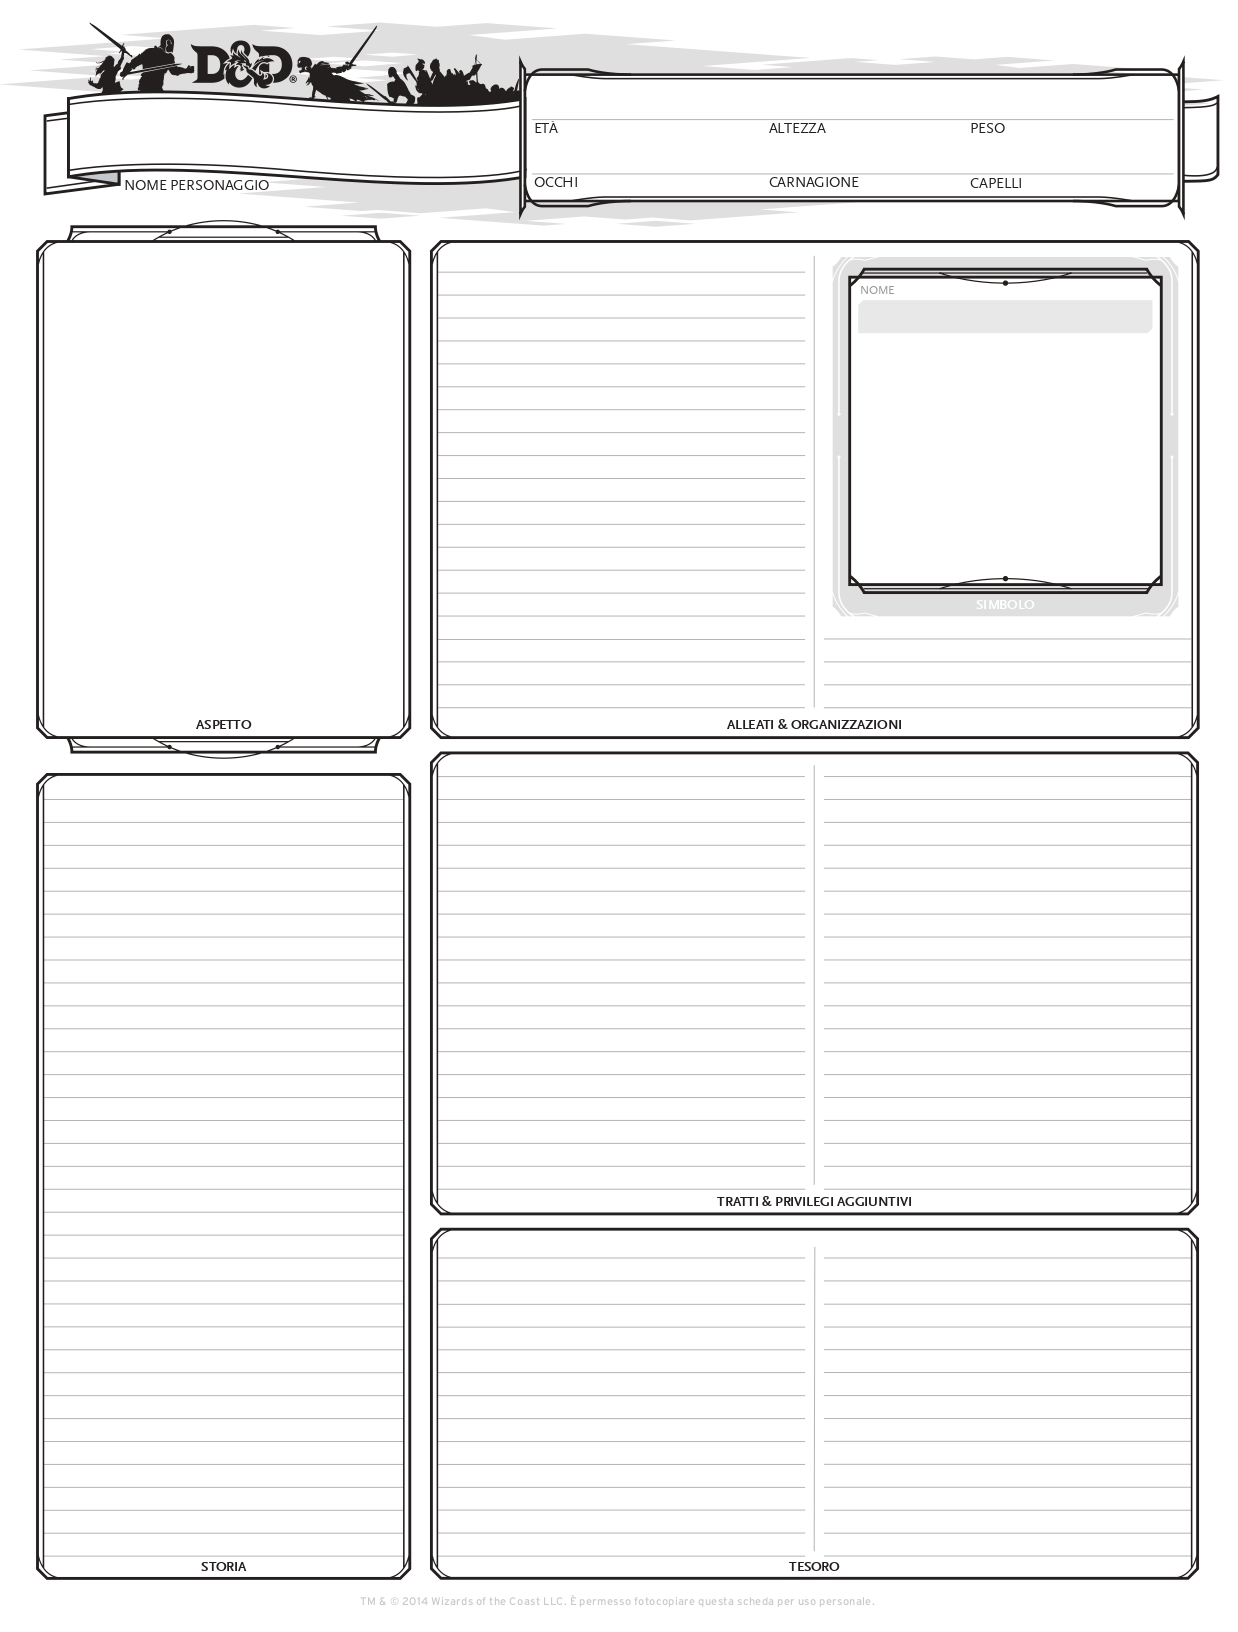 D&D®
ETÀ ALTEZZA PESO
OCCHI CARNAGIONE CAPELLI
NOME PERSONAGGIO
NOME
SIMBOLO
ASPETTO
ALLEATI & ORGANIZZAZIONI
TRATTI & PRIVILEGI AGGIUNTIVI
STORIA
TESORO
TM & © 2014 Wizards of the Coast LLC. È permesso fotocopiare questa scheda per uso personale.